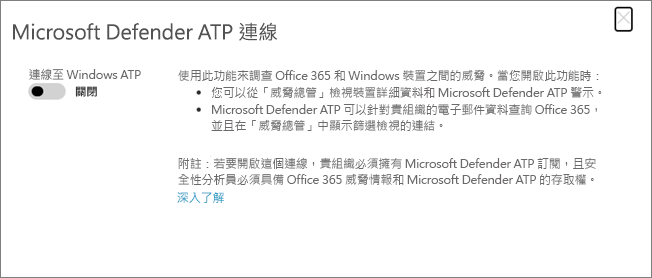 Microsoft Defender ATP 連線
連線至 Windows ATP
關閉
使用此功能來調查 Office 365 和 Windows 裝置之間的威脅。當您開啟此功能時：
• 您可以從「威脅總管」檢視裝置詳細資料和 Microsoft Defender ATP 警示。
• Microsoft Defender ATP 可以針對貴組織的電子郵件資料查詢 Office 365，
並且在「威脅總管」中顯示篩選檢視的連結。
附註：若要開啟這個連線，貴組織必須擁有 Microsoft Defender ATP 訂閱，且安
全性分析員必須具備 Office 365 威脅情報和 Microsoft Defender ATP 的存取權。
深入了解